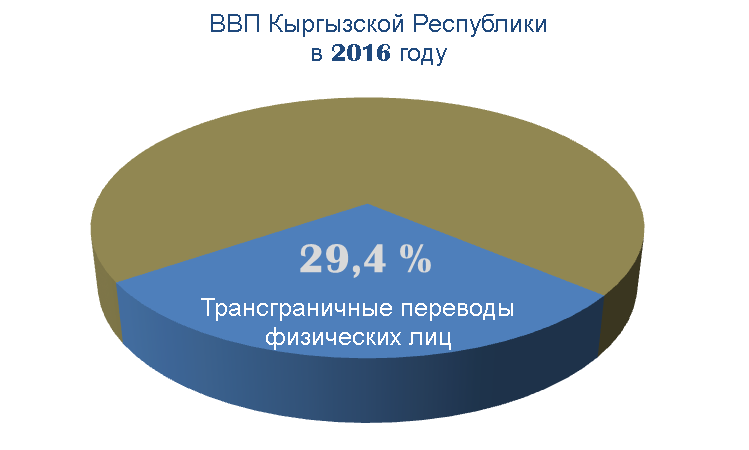 ВВП Кыргызской Республики
в 2016 году
29,4 %
Трансграничные переводы
физических лиц